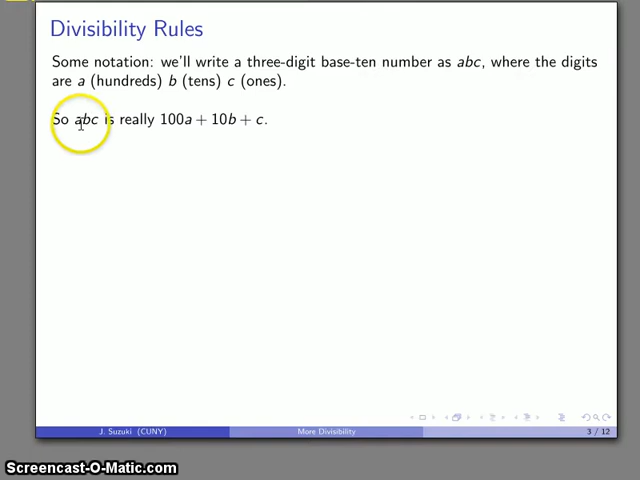 Divisibility Rules
Some notation: we'll write a three-digit base-ten number as abc, where the digits
are a (hundreds) b (tens) c (ones).
So abc is really 100a + 10b + c.
J. Suzuki (CUNY)
More Divisibility
3 / 12
Screencast-O-Matic.com